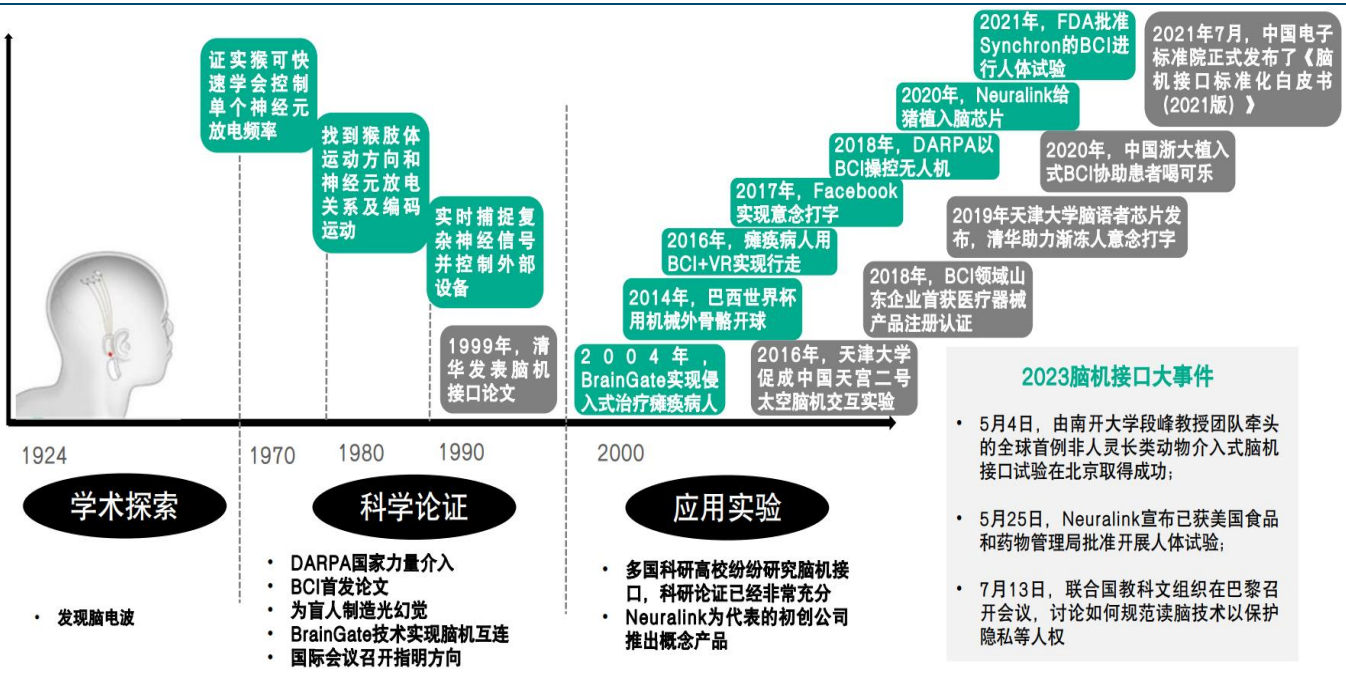 证实猴可快
速学会控制
单个神经元
放电频率
找到猴肢体
运动方向和
神经元放电
关系及编码
运动
实时捕捉复
杂神经信号
并控制外部
设备
1999年，清
华发表脑机
接口论文
2004年，
BrainGate实现侵
入式治疗瘫痪病人
2014年，巴西世界杯
用机械外骨骼开球
2016年，瘫痪病人用
BCI+VR实现行走
2017年，Facebook
实现意念打字
2018年，DARPA以
BCI操控无人机
2020年，Neuralink给
猪植入脑芯片
2021年，FDA批准
Synchron的BCI进
行人体试验
2016年，天津大学
促成中国天宫二号
太空脑机交互实验
2018年，BCI领域山
东企业首获医疗器械
产品注册认证
2019年天津大学脑语者芯片发
布，清华助力渐冻人意念打字
2020年，中国浙大植入
式BCI协助患者喝可乐
2021年7月，中国电子
标准院正式发布了《脑
机接口标准化白皮书
（2021版）》
1924
1970
1980
1990
2000
学术探索
科学论证
应用实验
• 发现脑电波
• DARPA国家力量介入
• BCI首发论文
• 为盲人制造光幻觉
• BrainGate技术实现脑机互连
• 国际会议召开指明方向
• 多国科研高校纷纷研究脑机接
口，科研论证已经非常充分
• Neuralink为代表的初创公司
推出概念产品
2023脑机接口大事件
• 5月4日，由南开大学段峰教授团队牵头
的全球首例非人灵长类动物介入式脑机
接口试验在北京取得成功；
• 5月25日，Neuralink宣布已获美国食品
和药物管理局批准开展人体试验；
• 7月13日，联合国教科文组织在巴黎召
开会议，讨论如何规范读脑技术以保护
隐私等人权